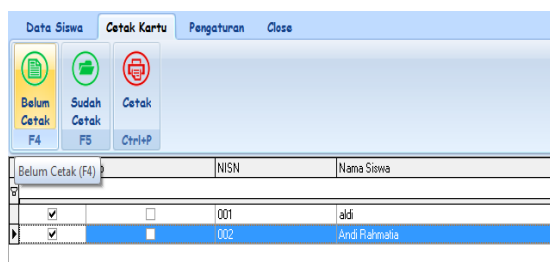 Data Siswa Cetak Kartu Pengaturan Close
Belum Cetak Sudah Cetak Cetak
F4 F5 Ctrl+P
Belum Cetak (F4) NISN Nama Siswa
001 aldi
002 Andi Rahmatia